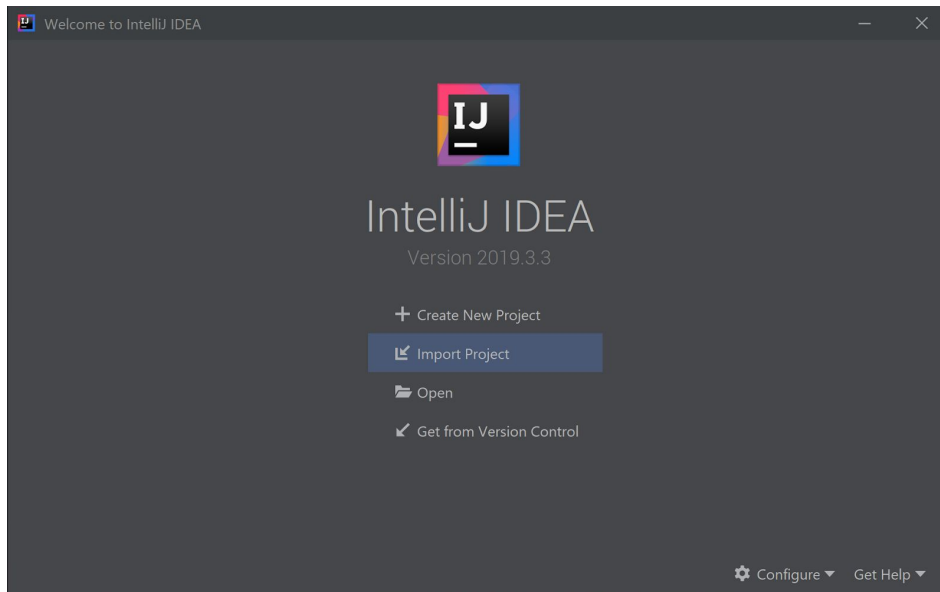 Welcome to IntelliJ IDEA
IJ
IntelliJ IDEA
Version 2019.3.3
Create New Project
Import Project
Open
Get from Version Control
Configure Get Help